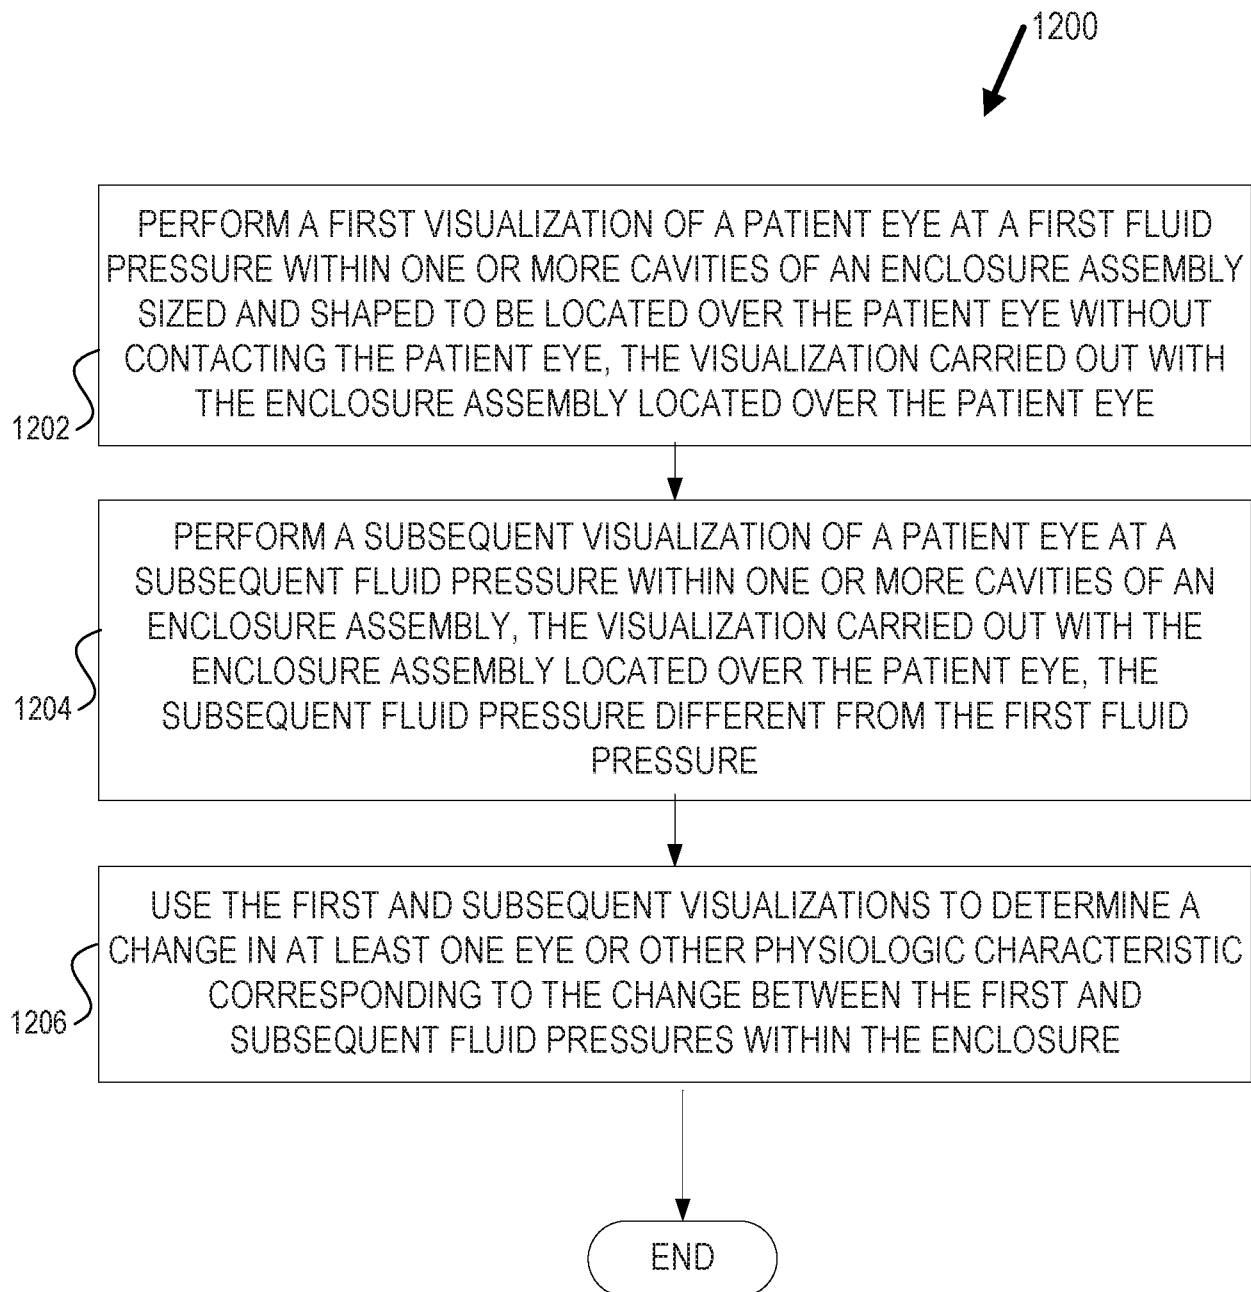 1200
PERFORM A FIRST VISUALIZATION OF A PATIENT EYE AT A FIRST FLUID
PRESSURE WITHIN ONE OR MORE CAVITIES OF AN ENCLOSURE ASSEMBLY
SIZED AND SHAPED TO BE LOCATED OVER THE PATIENT EYE WITHOUT
CONTACTING THE PATIENT EYE, THE VISUALIZATION CARRIED OUT WITH
THE ENCLOSURE ASSEMBLY LOCATED OVER THE PATIENT EYE
1202
PERFORM A SUBSEQUENT VISUALIZATION OF A PATIENT EYE AT A
SUBSEQUENT FLUID PRESSURE WITHIN ONE OR MORE CAVITIES OF AN
ENCLOSURE ASSEMBLY, THE VISUALIZATION CARRIED OUT WITH THE
ENCLOSURE ASSEMBLY LOCATED OVER THE PATIENT EYE, THE
SUBSEQUENT FLUID PRESSURE DIFFERENT FROM THE FIRST FLUID
PRESSURE
1204
USE THE FIRST AND SUBSEQUENT VISUALIZATIONS TO DETERMINE A
CHANGE IN AT LEAST ONE EYE OR OTHER PHYSIOLOGIC CHARACTERISTIC
CORRESPONDING TO THE CHANGE BETWEEN THE FIRST AND
SUBSEQUENT FLUID PRESSURES WITHIN THE ENCLOSURE
1206
END